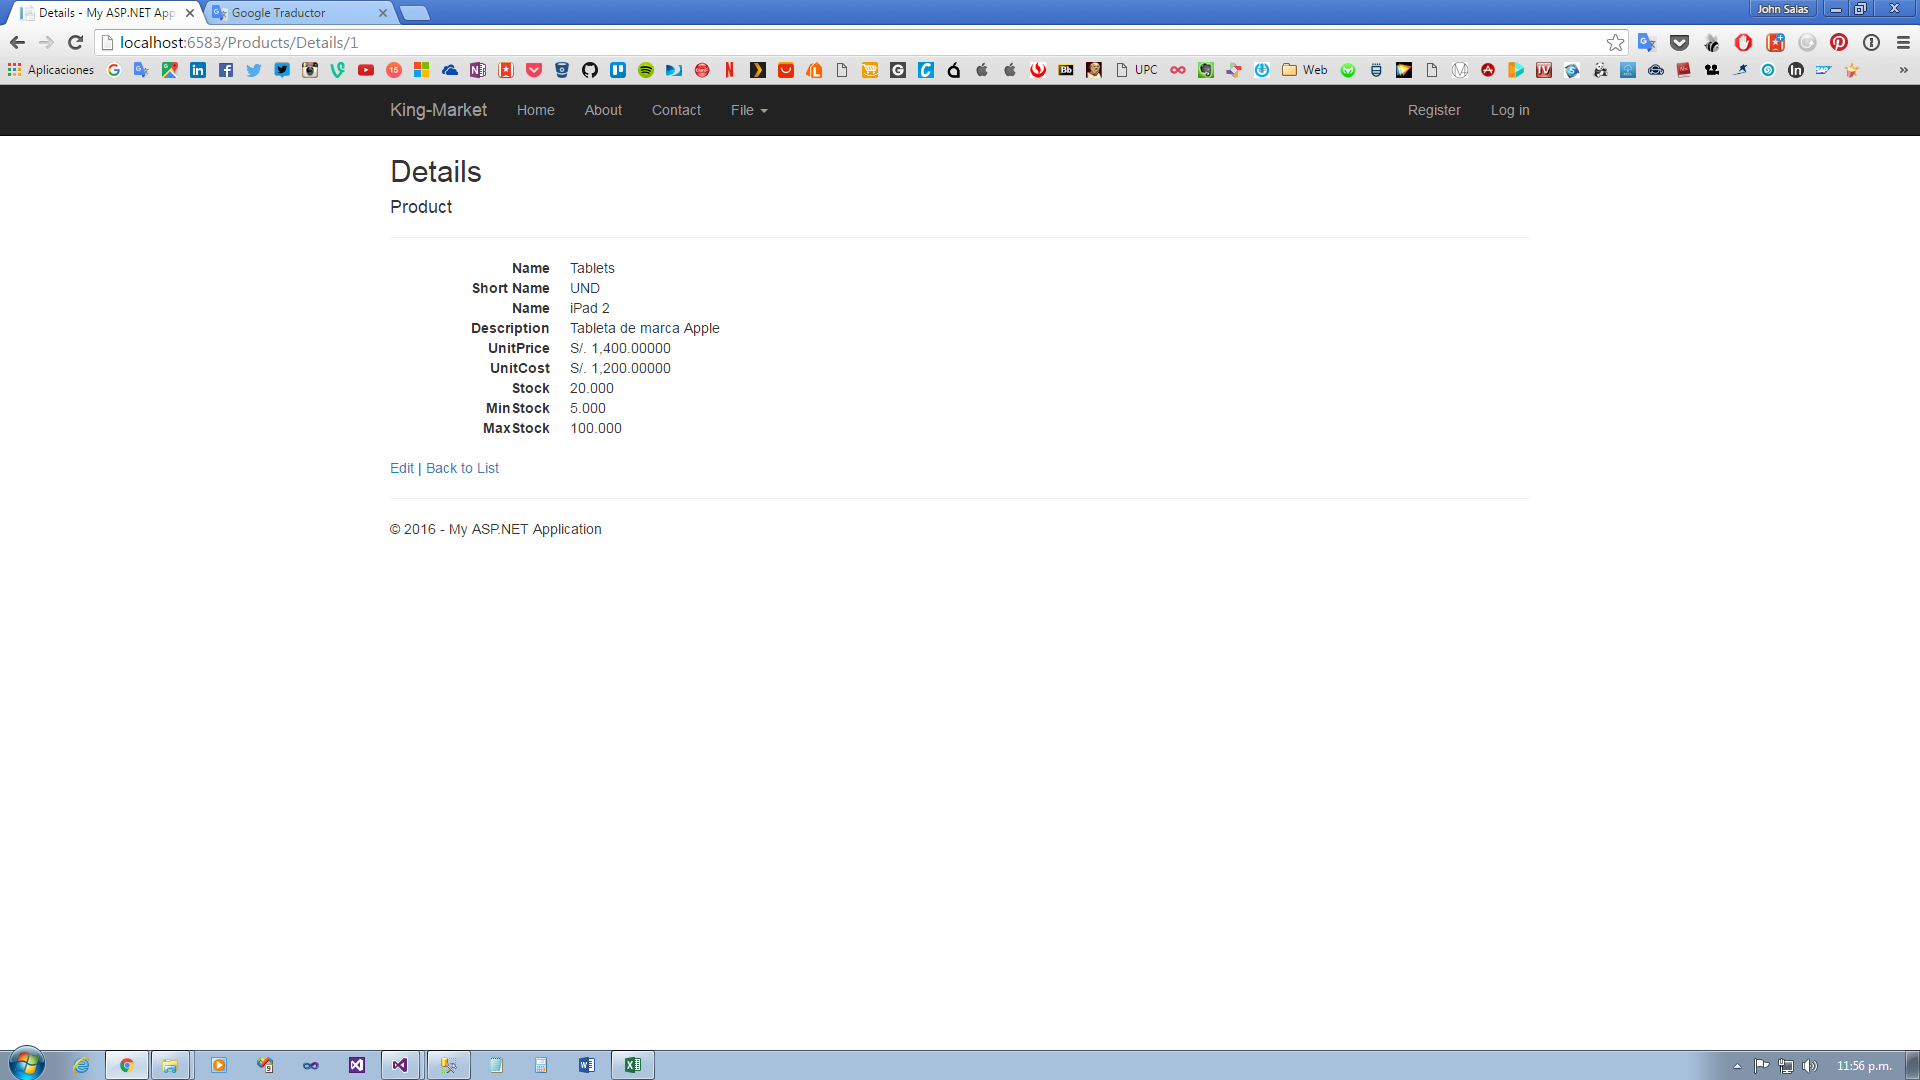 Details - My ASP.NET App
Google Traductor
John Salas
localhost:6583/Products/Details/1
Aplicaciones
UPC
Web
King-Market
Home
About
Contact
File
Register
Log in
Details
Product
Name Tablets
Short Name UND
Name iPad 2
Description Tableta de marca Apple
UnitPrice S/. 1,400.00000
UnitCost S/. 1,200.00000
Stock 20.000
MinStock 5.000
MaxStock 100.000
Edit | Back to List
© 2016 - My ASP.NET Application
11:56 p.m.